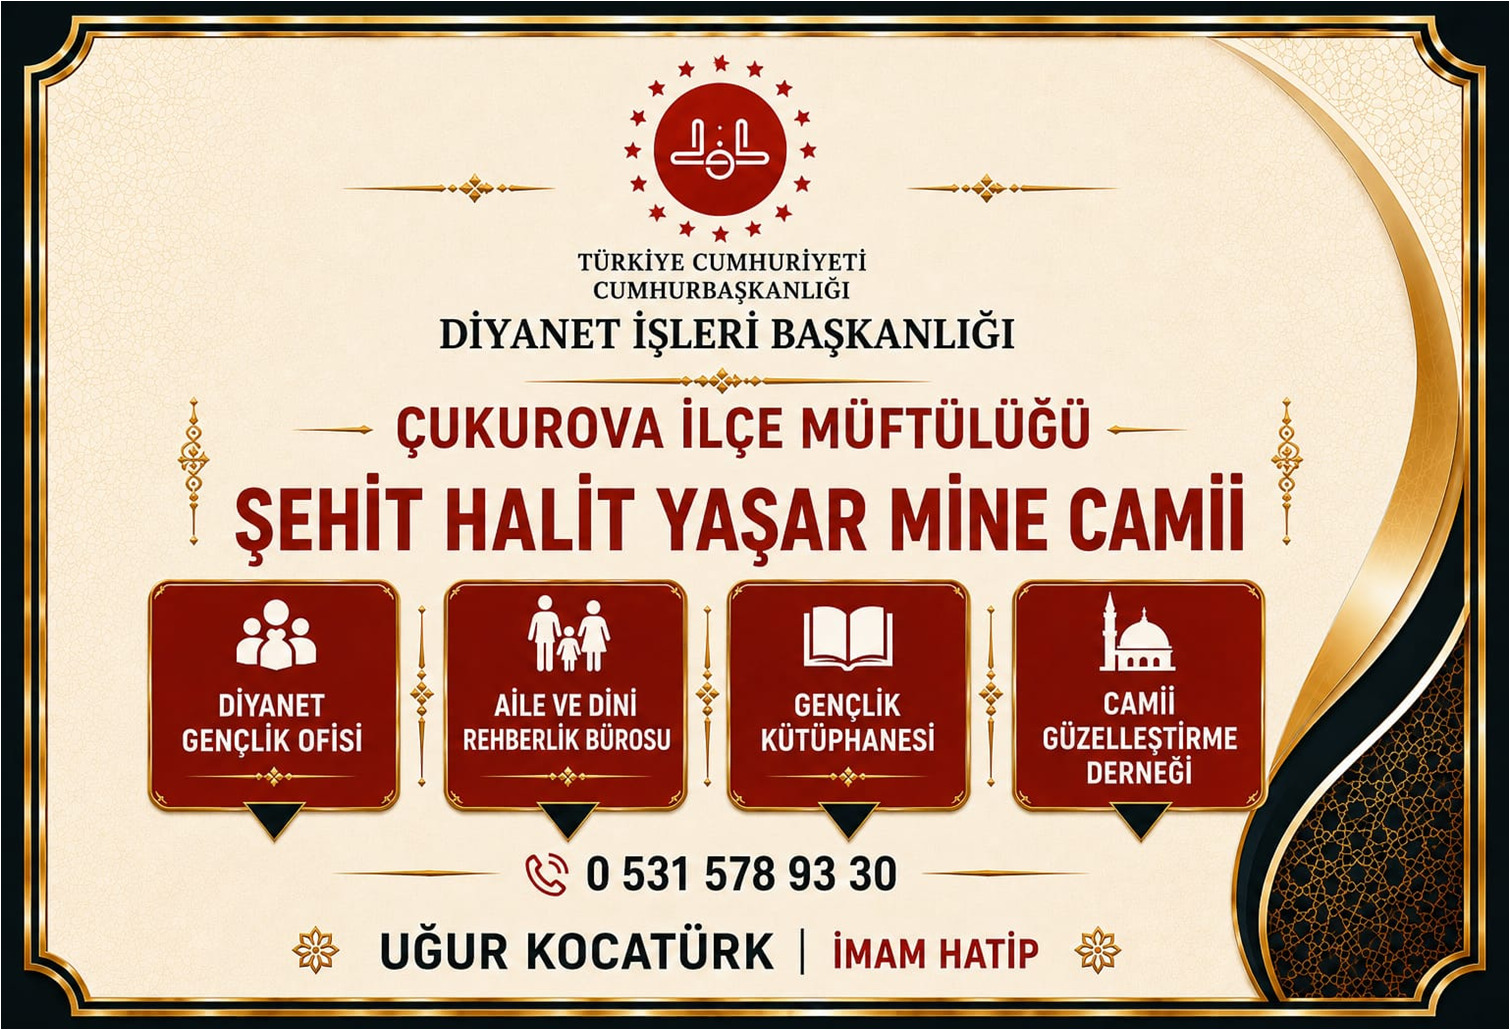 TÜRKİYE CUMHURİYETİ
CUMHURBAŞKANLIĞI
DİYANET İŞLERİ BAŞKANLIĞI
ÇUKUROVA İLÇE MÜFTÜLÜĞÜ
ŞEHİT HALİT YAŞAR MİNE CAMİİ
DİYANET
GENÇLİK OFİSİ
AİLE VE DİNİ
REHBERLİK BÜROSU
GENÇLİK
KÜTÜPHANESİ
CAMİİ
GÜZELLEŞTİRME
DERNEĞİ
0 531 578 93 30
UĞUR KOCATÜRK | İMAM HATİP